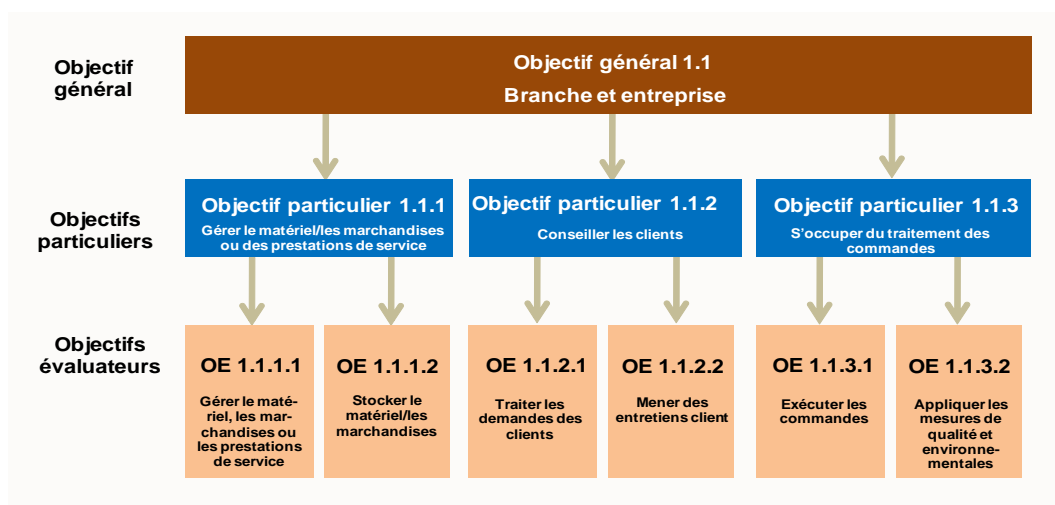 Objectif
général
Objectif général 1.1
Branche et entreprise
Objectifs
particuliers
Objectif particulier 1.1.1
Gérer le matériel/les marchandises
ou des prestations de service
Objectif particulier 1.1.2
Conseiller les clients
Objectif particulier 1.1.3
S'occuper du traitement des
commandes
Objectifs
évaluateurs
OE 1.1.1.1
Gérer le maté-
riel, les mar-
chandises ou
les prestations
de service
OE 1.1.1.2
Stocker le
matériel/les
marchandises
OE 1.1.2.1
Traiter les
demandes des
clients
OE 1.1.2.2
Mener des
entretiens client
OE 1.1.3.1
Exécuter les
commandes
OE 1.1.3.2
Appliquer les
mesures de
qualité et
environne-
mentales